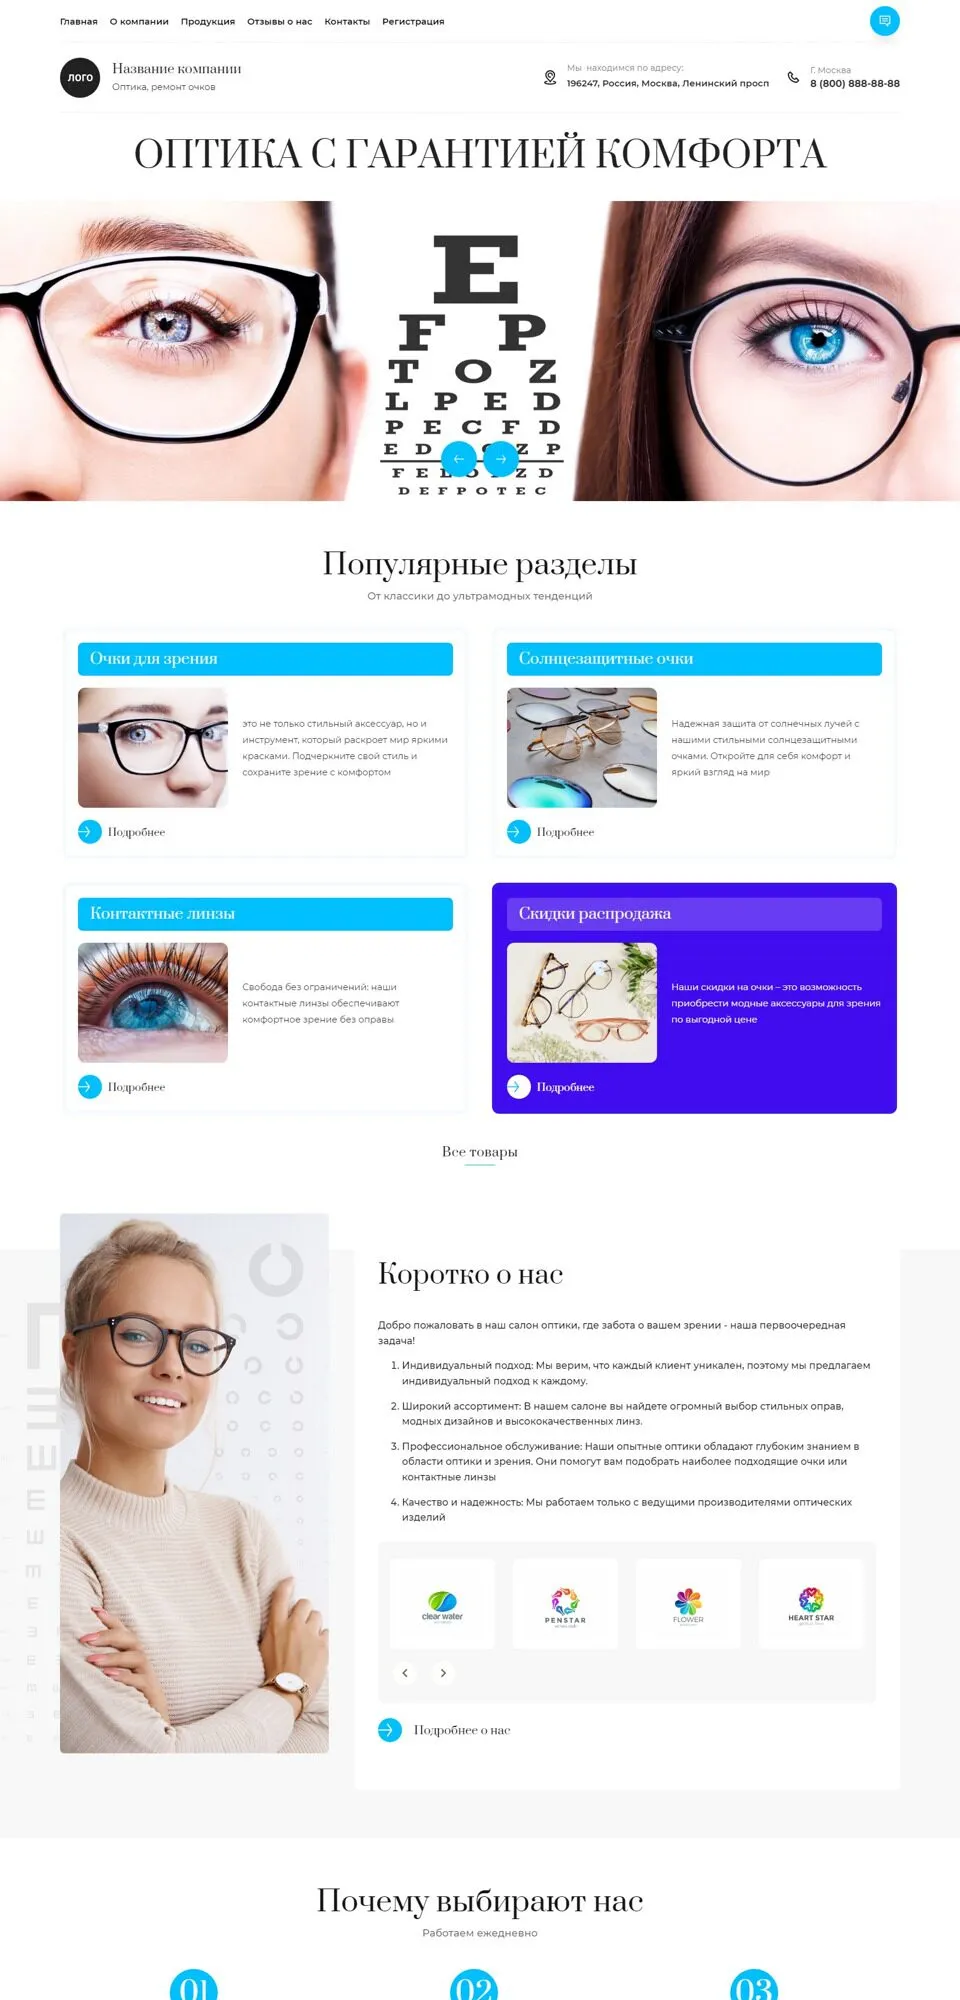 Главная О компании Продукция Отзывы о нас Контакты Регистрация
ЛОГО
Название компании
Оптика, ремонт очков
Мы находимся по адресу:
196247, Россия, Москва, Ленинский просп
Г. Москва
8 (800) 888-88-88
ОПТИКА С ГАРАНТИЕЙ КОМФОРТА
E
F P
T O Z
L P E D
P E C F D
E D Z P
F E L O Z D
D E F P O T E C
Популярные разделы
От классики до ультрамодных тенденций
Очки для зрения
это не только стильный аксессуар, но и
инструмент, который раскроет мир яркими
красками. Подчеркните свой стиль и
сохраните зрение с комфортом
Подробнее
Солнцезащитные очки
Надежная защита от солнечных лучей с
нашими стильными солнцезащитными
очками. Откройте для себя комфорт и
яркий взгляд на мир
Подробнее
Контактные линзы
Свобода без ограничений: наши
контактные линзы обеспечивают
комфортное зрение без оправы
Подробнее
Скидки распродажа
Наши скидки на очки – это возможность
приобрести модные аксессуары для зрения
по выгодной цене
Подробнее
Все товары
Коротко о нас
Добро пожаловать в наш салон оптики, где забота о вашем зрении - наша первоочередная
задача!
1. Индивидуальный подход: Мы верим, что каждый клиент уникален, поэтому мы предлагаем
индивидуальный подход к каждому.
2. Широкий ассортимент: В нашем салоне вы найдете огромный выбор стильных оправ,
модных дизайнов и высококачественных линз.
3. Профессиональное обслуживание: Наши опытные оптики обладают глубоким знанием в
области оптики и зрения. Они помогут вам подобрать наиболее подходящие очки или
контактные линзы
4. Качество и надежность: Мы работаем только с ведущими производителями оптических
изделий
clear water
PENSTAR
FLOWER
HEART STAR
Подробнее о нас
Почему выбирают нас
Работаем ежедневно
01 02 03